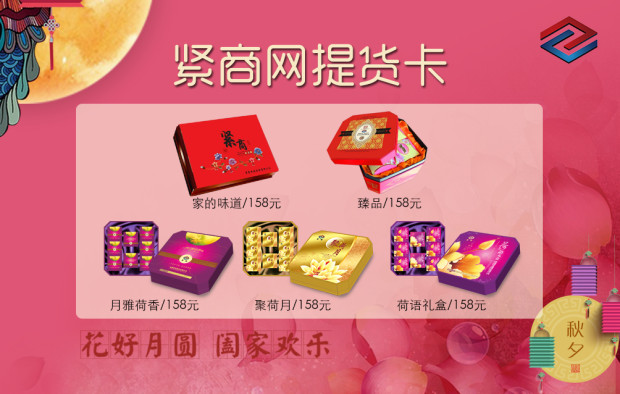 紧商网提货卡
紧商
家的味道/158元
臻品/158元
月雅荷香/158元
聚荷月/158元
荷语礼盒/158元
花好月圆 阖家欢乐
秋夕